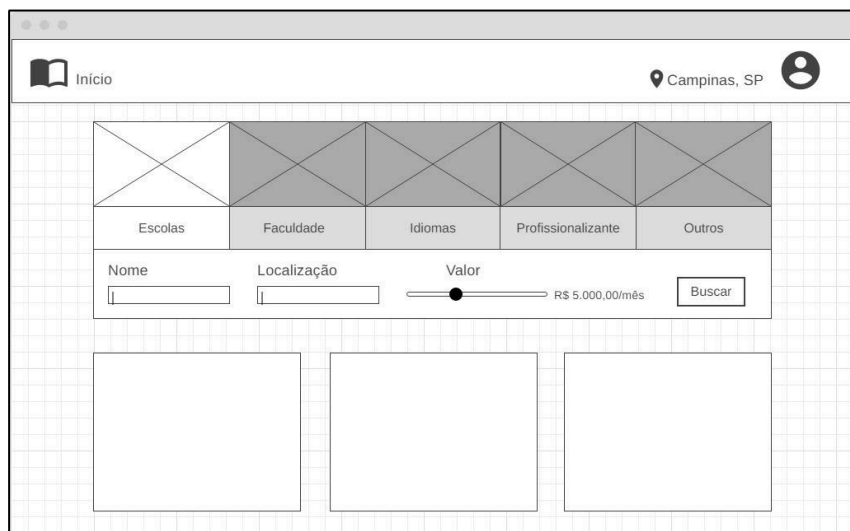 Início
Campinas, SP
Escolas
Faculdade
Idiomas
Profissionalizante
Outros
Nome
Localização
Valor
R$ 5.000,00/mês
Buscar